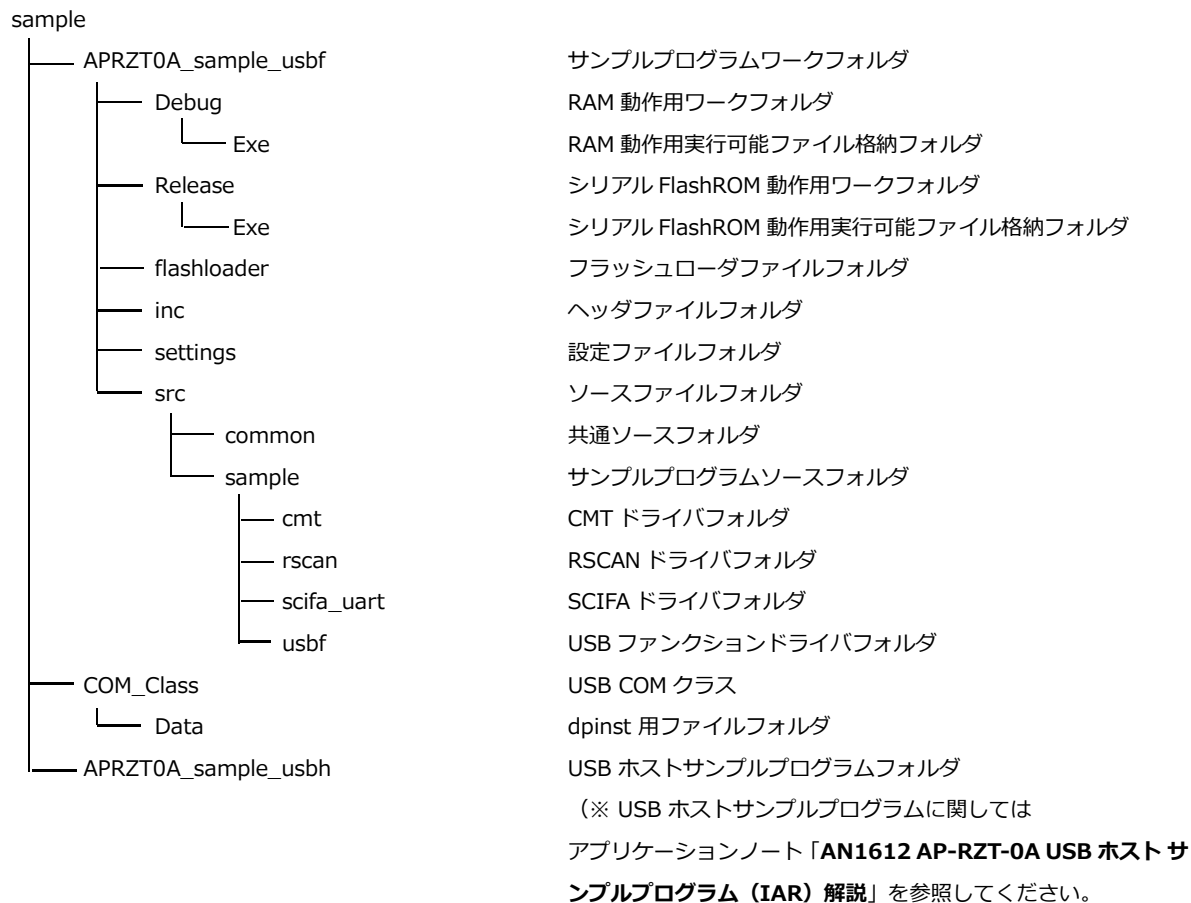 sample
APRZT0A_sample_usbf サンプルプログラムワークフォルダ
Debug RAM 動作用ワークフォルダ
Exe RAM 動作用実行可能ファイル格納フォルダ
Release シリアル FlashROM 動作用ワークフォルダ
Exe シリアル FlashROM 動作用実行可能ファイル格納フォルダ
flashloader フラッシュローダファイルフォルダ
inc ヘッダファイルフォルダ
settings 設定ファイルフォルダ
src ソースファイルフォルダ
common 共通ソースフォルダ
sample サンプルプログラムソースフォルダ
cmt CMT ドライバフォルダ
rscan RSCAN ドライバフォルダ
scifa_uart SCIFA ドライバフォルダ
usbf USB ファンクションドライバフォルダ
COM_Class USB COM クラス
Data dpinst 用ファイルフォルダ
APRZT0A_sample_usbh USB ホストサンプルプログラムフォルダ
（※ USB ホストサンプルプログラムに関しては
アプリケーションノート「AN1612 AP-RZT-0A USB ホスト サ
ンプルプログラム（IAR）解説」を参照してください。